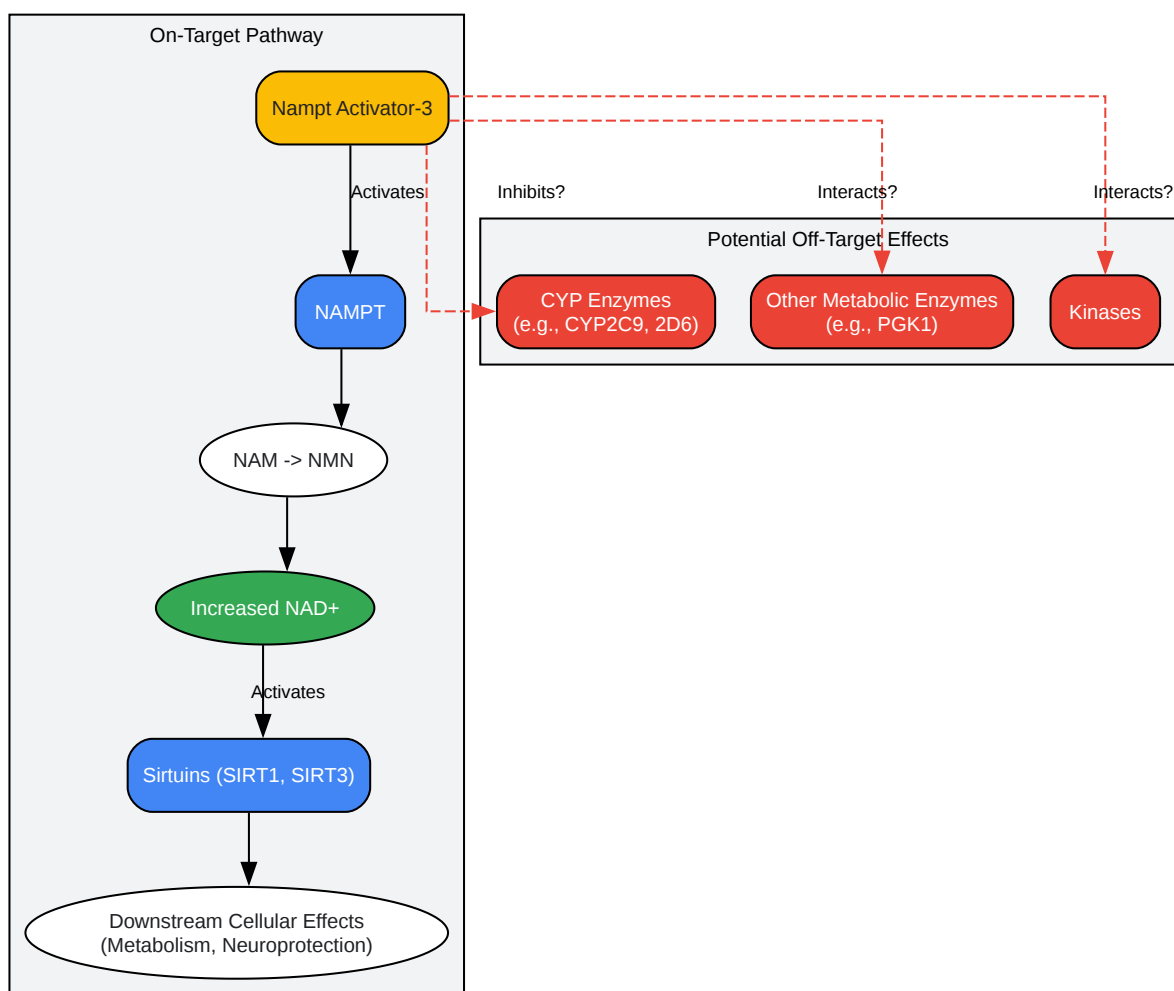 On-Target Pathway
Nampt Activator-3
Activates
Inhibits?
Interacts?
Interacts?
Potential Off-Target Effects
NAMPT
CYP Enzymes
(e.g., CYP2C9, 2D6)
Other Metabolic Enzymes
(e.g., PGK1)
Kinases
NAM -> NMN
Increased NAD+
Activates
Sirtuins (SIRT1, SIRT3)
Downstream Cellular Effects
(Metabolism, Neuroprotection)